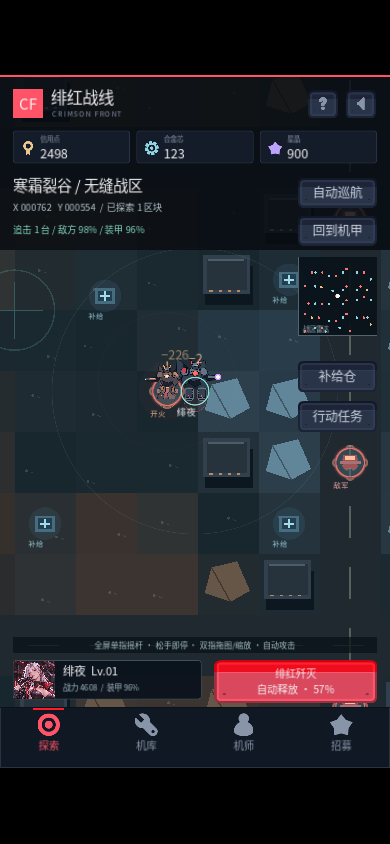 CF
绯红战线
CRIMSON FRONT
?
信用点
2498
合金芯
123
星晶
900
寒霜裂谷 / 无缝战区
X 000762 Y 000554 / 已探索 1 区块
追击 1 台 / 敌方 98% / 装甲 96%
自动巡航
回到机甲
补给
补给
-226
-2
开火
绯夜
补给仓
行动任务
敌军
补给
补给
全屏单指摇杆 · 松手即停 · 双指拖图/缩放 · 自动攻击
绯夜 Lv.01
战力 4608 / 装甲 96%
绯红歼灭
自动释放 · 57%
探索
机库
机师
招募